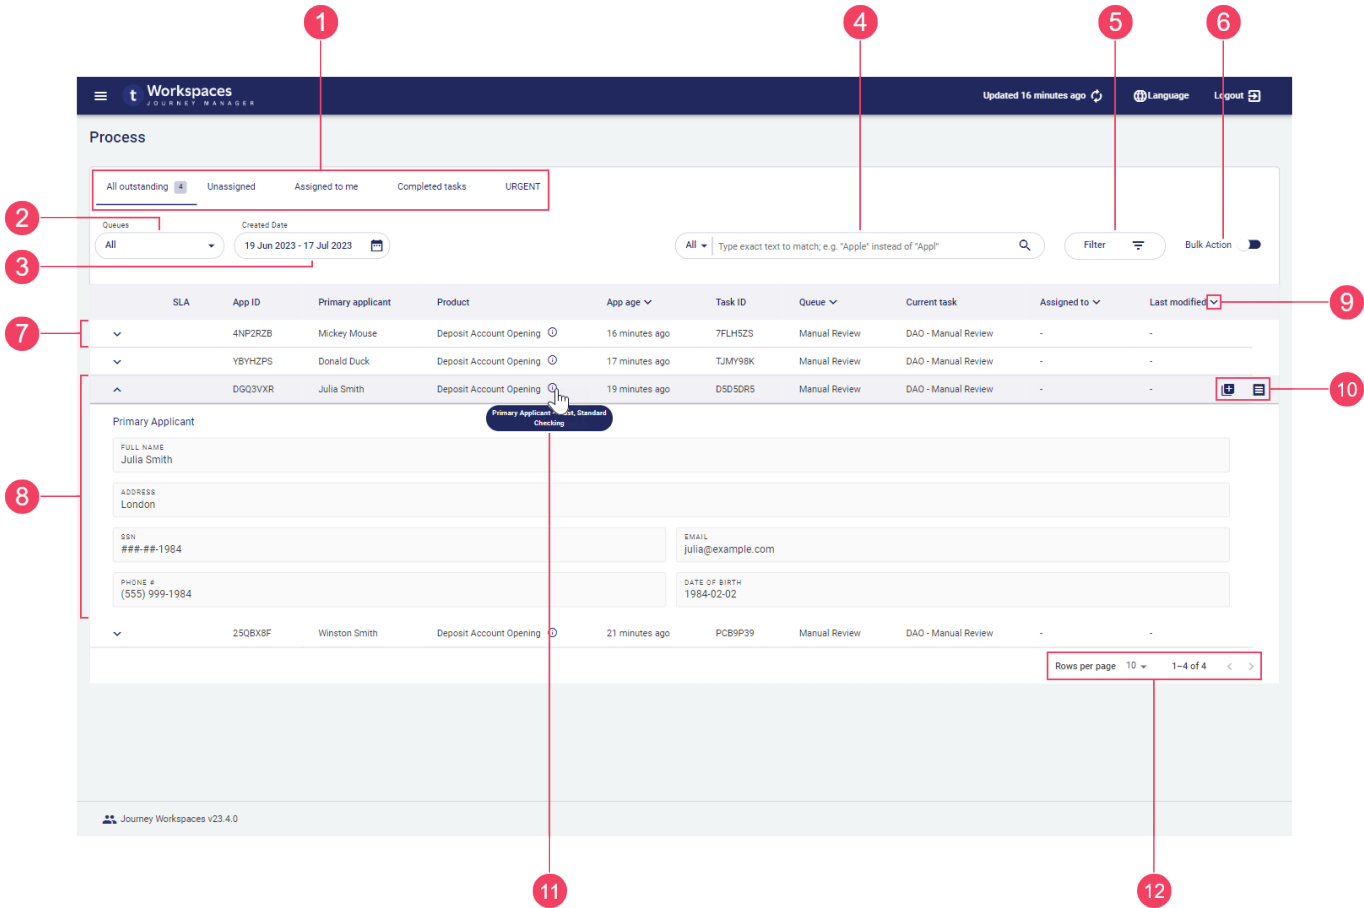 1 4 5 6
t Workspaces
JOURNEY MANAGER
Updated 16 minutes ago Language Logout
Process
All outstanding 4 Unassigned Assigned to me Completed tasks URGENT
2
Queues Created Date
All 19 Jun 2023 - 17 Jul 2023 All Type exact text to match; e.g. "Apple" instead of "Appl" Filter Bulk Action
3
SLA App ID Primary applicant Product App age Task ID Queue Current task Assigned to Last modified 9
7 4NP2RZB Mickey Mouse Deposit Account Opening 16 minutes ago 7FLH5ZS Manual Review DAO - Manual Review - -
YBYHZPS Donald Duck Deposit Account Opening 17 minutes ago TJMY98K Manual Review DAO - Manual Review - -
DGQ3VXR Julia Smith Deposit Account Opening 19 minutes ago D5D5DR5 Manual Review DAO - Manual Review - - 10
Primary Applicant - Standard
Checking
Primary Applicant
FULL NAME
Julia Smith
8
ADDRESS
London
SSN EMAIL
###-##-1984 julia@example.com
PHONE # DATE OF BIRTH
(555) 999-1984 1984-02-02
25QBX8F Winston Smith Deposit Account Opening 21 minutes ago PCB9P39 Manual Review DAO - Manual Review - -
Rows per page 10 1–4 of 4
Journey Workspaces v23.4.0
11 12